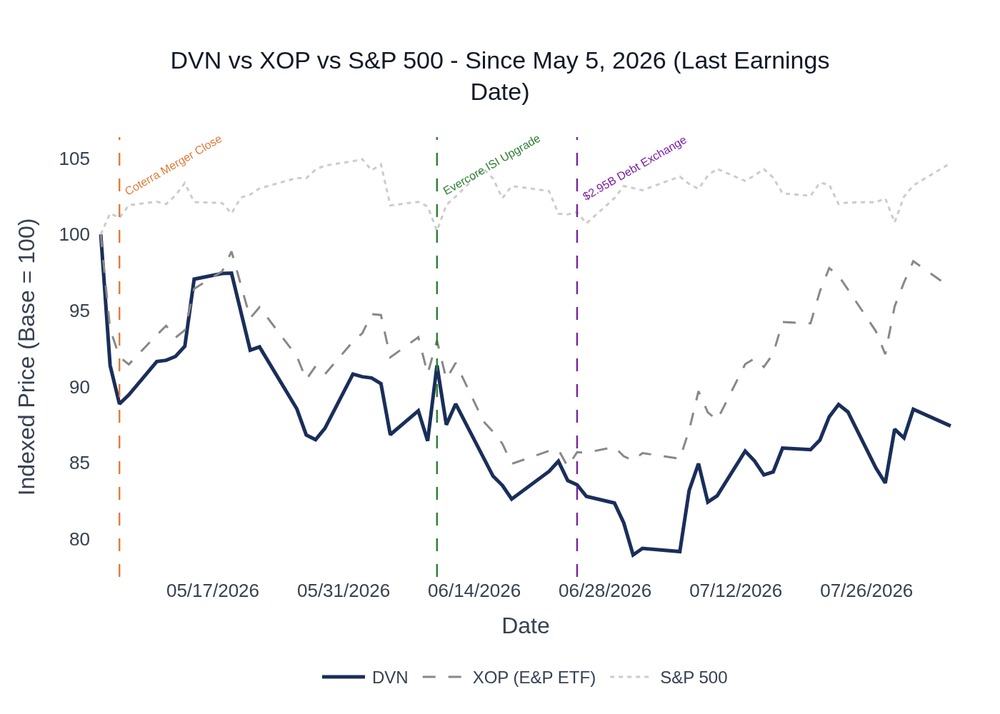 DVN vs XOP vs S&P 500 - Since May 5, 2026 (Last Earnings
Date)
Coterra Merger Close
Evercore ISI Upgrade
$2.95B Debt Exchange
Indexed Price (Base = 100)
105
100
95
90
85
80
05/17/2026
05/31/2026
06/14/2026
06/28/2026
07/12/2026
07/26/2026
Date
DVN
XOP (E&P ETF)
S&P 500